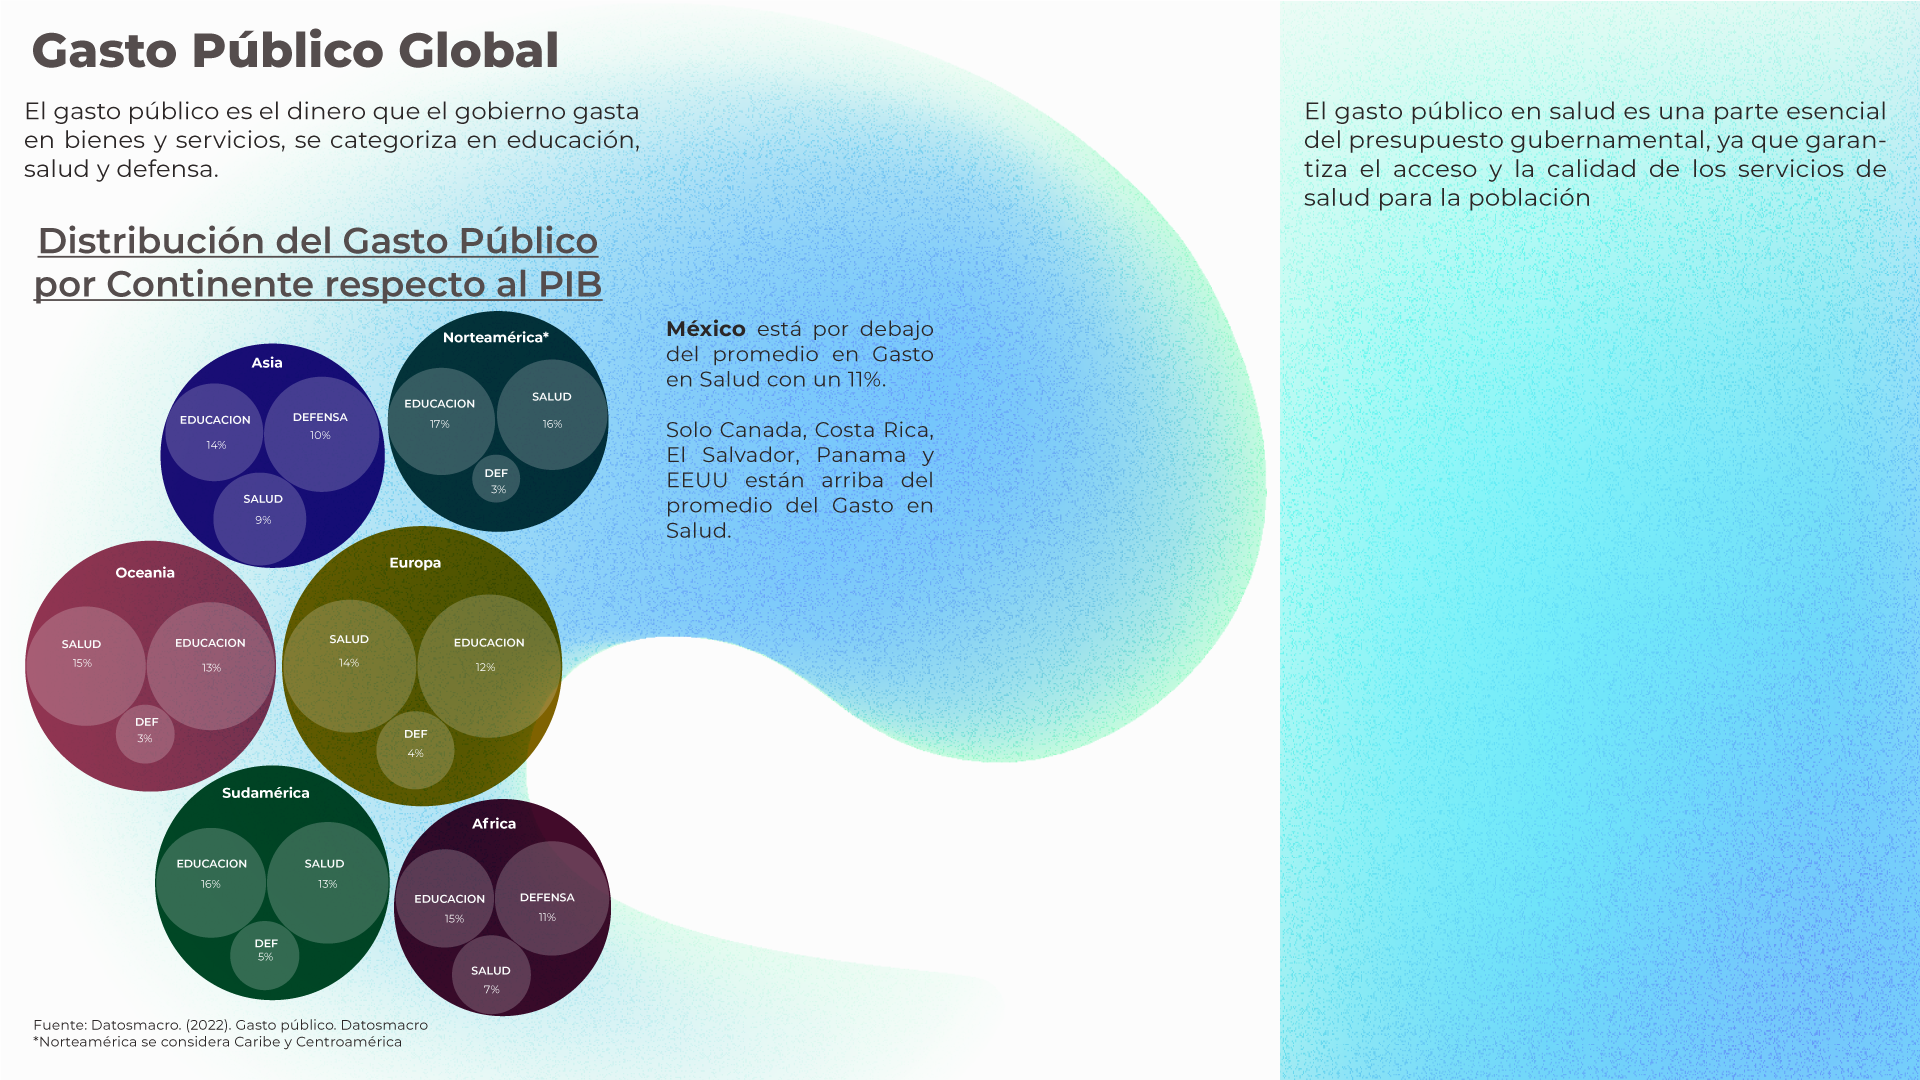 Gasto Público Global
El gasto público es el dinero que el gobierno gasta
en bienes y servicios, se categoriza en educación,
salud y defensa.
Distribución del Gasto Público
por Continente respecto al PIB
Asia
EDUCACION
14%
DEFENSA
10%
SALUD
9%
Norteamérica*
EDUCACION
17%
SALUD
16%
DEF
3%
Oceania
SALUD
15%
EDUCACION
13%
DEF
3%
Europa
SALUD
14%
EDUCACION
12%
DEF
4%
Sudamérica
EDUCACION
16%
SALUD
13%
DEF
5%
Africa
EDUCACION
15%
DEFENSA
11%
SALUD
7%
Fuente: Datosmacro. (2022). Gasto público. Datosmacro
*Norteamérica se considera Caribe y Centroamérica
México está por debajo
del promedio en Gasto
en Salud con un 11%.
Solo Canada, Costa Rica,
El Salvador, Panama y
EEUU están arriba del
promedio del Gasto en
Salud.
El gasto público en salud es una parte esencial
del presupuesto gubernamental, ya que garan-
tiza el acceso y la calidad de los servicios de
salud para la población